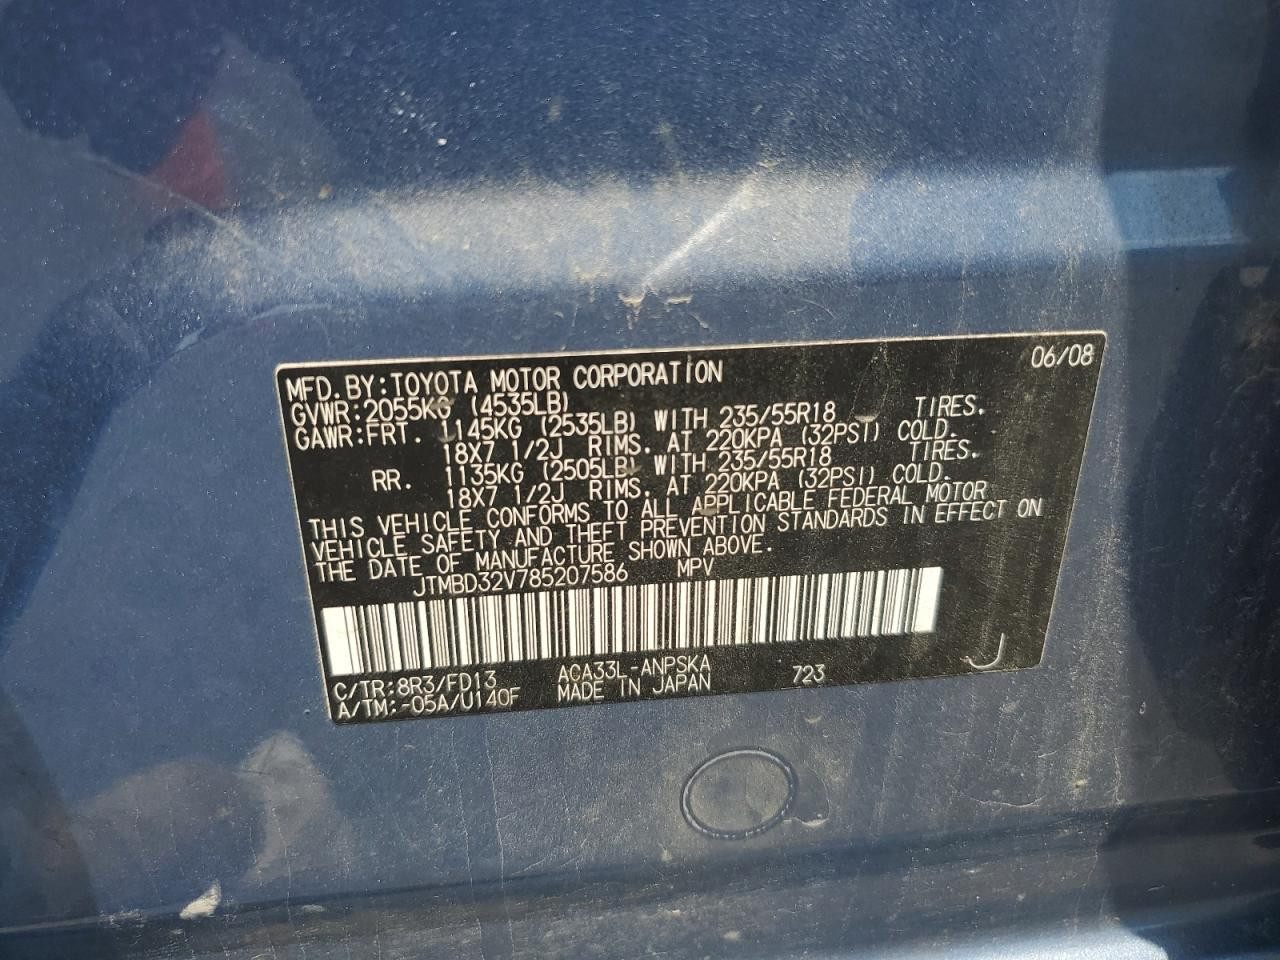 06/08
MFD.BY:TOYOTA MOTOR CORPORATION
GVWR:2055KG (4535LB)
GAWR:FRT. 1145KG (2535LB) WITH 235/55R18 TIRES.
18X7 1/2J RIMS. AT 220KPA (32PSI) COLD.
RR. 1135KG (2505LB) WITH 235/55R18 TIRES.
18X7 1/2J RIMS. AT 220KPA (32PSI) COLD.
THIS VEHICLE CONFORMS TO ALL APPLICABLE FEDERAL MOTOR
VEHICLE SAFETY AND THEFT PREVENTION STANDARDS IN EFFECT ON
THE DATE OF MANUFACTURE SHOWN ABOVE.
JTMBD32V785207586 MPV
C/TR:8R3/FD13 ACA33L-ANPSKA 723
A/TM:-05A/U140F MADE IN JAPAN
J